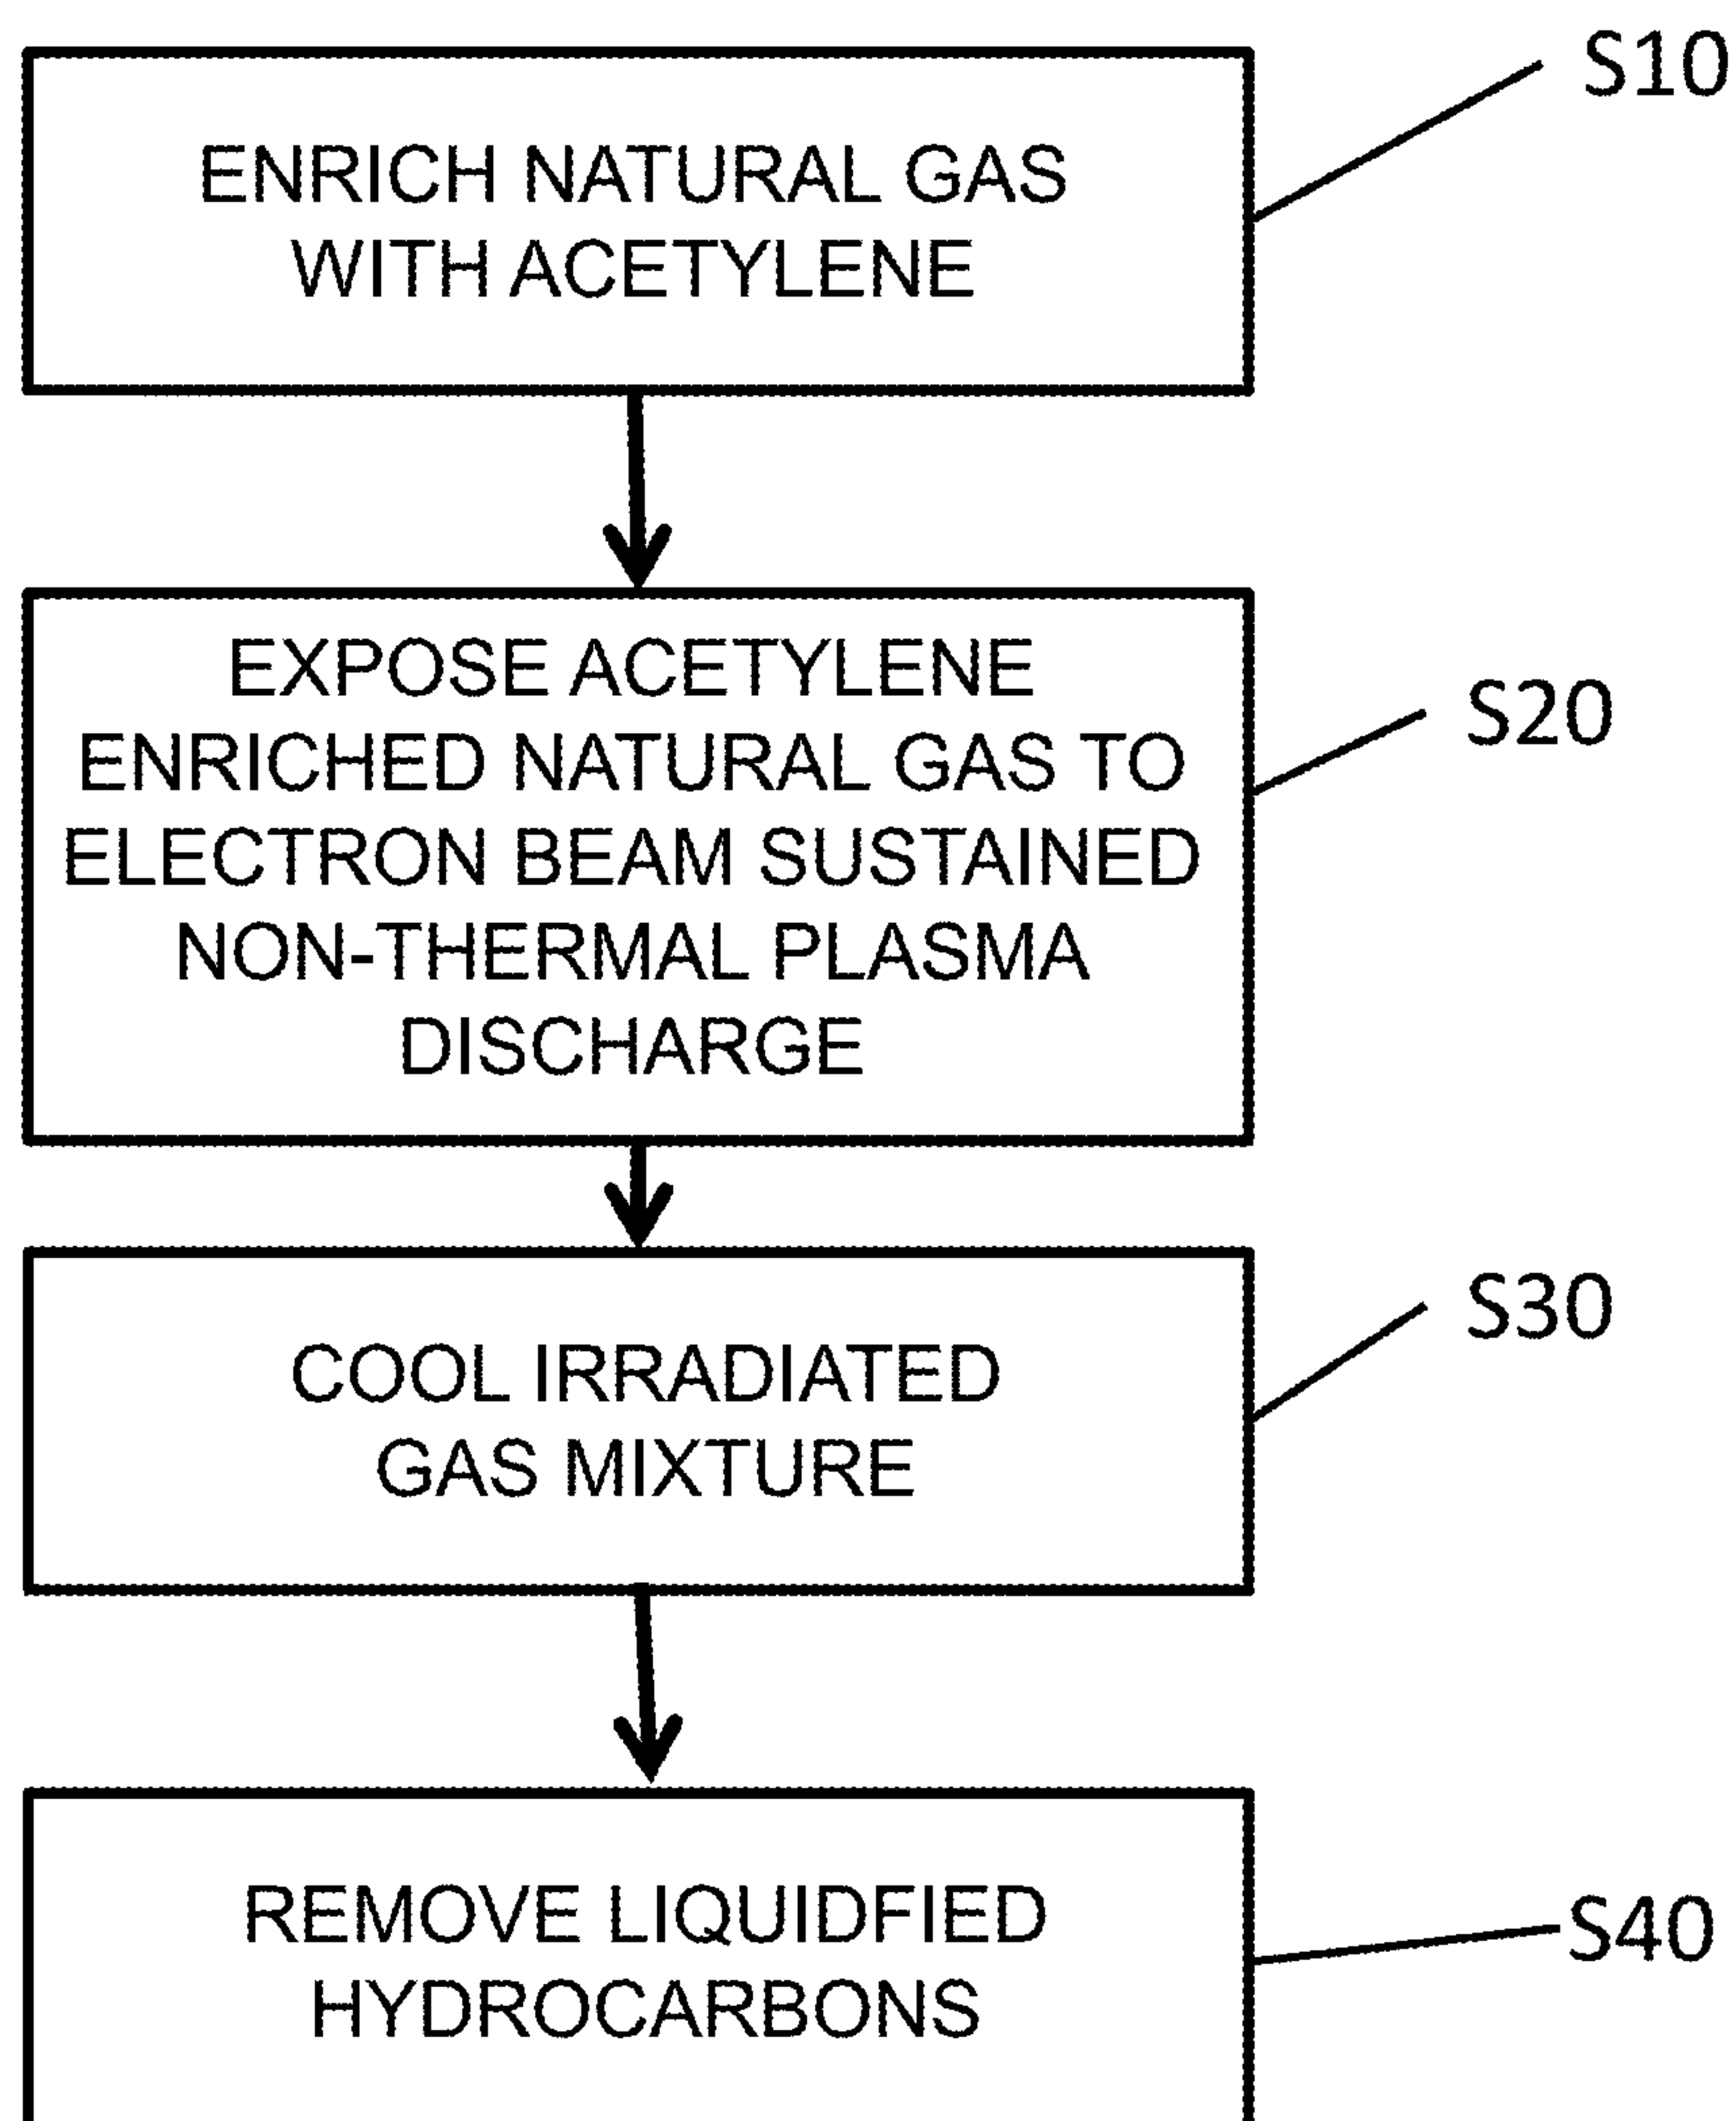 S10
ENRICH NATURAL GAS
WITH ACETYLENE
EXPOSE ACETYLENE
ENRICHED NATURAL GAS TO
ELECTRON BEAM SUSTAINED
NON-THERMAL PLASMA
DISCHARGE
S20
COOL IRRADIATED
GAS MIXTURE
S30
REMOVE LIQUIDFIED
HYDROCARBONS
S40